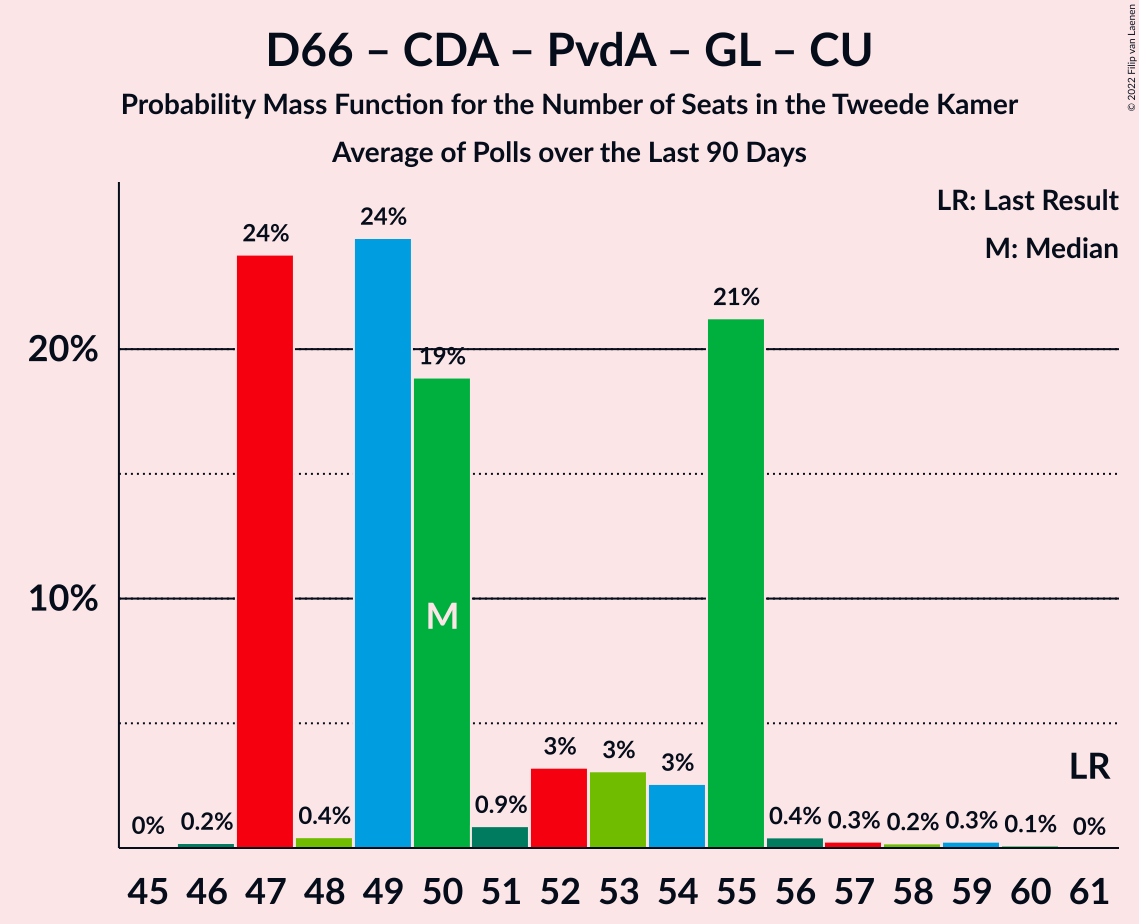 D66 – CDA – PvdA – GL – CU
Probability Mass Function for the Number of Seats in the Tweede Kamer
Average of Polls over the Last 90 Days
© 2022 Filip van Laenen
LR: Last Result
M: Median
20%
10%
0%
0.2%
24%
0.4%
24%
19%
M
0.9%
3%
3%
3%
21%
0.4%
0.3%
0.2%
0.3%
0.1%
0%
LR
45 46 47 48 49 50 51 52 53 54 55 56 57 58 59 60 61